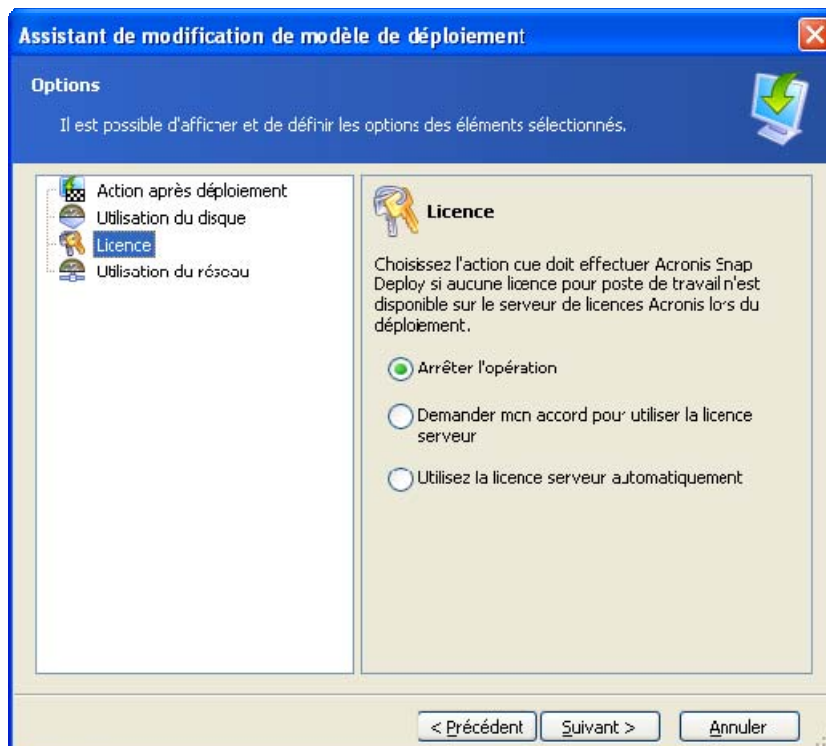 Assistant de modification de modèle de déploiement
Options
Il est possible d'afficher et de définir les options des éléments sélectionnés.
Action après déploiement
Utilisation du disque
Licence
Utilisation du réseau
Licence
Choisissez l'action que doit effectuer Acronis Snap
Deploy si aucune licence pour poste de travail n'est
disponible sur le serveur de licences Acronis lors du
déploiement.
Arrêter l'opération
Demander mon accord pour utiliser la licence
serveur
Utilisez la licence serveur automatiquement
< Précédent
Suivant >
Annuler